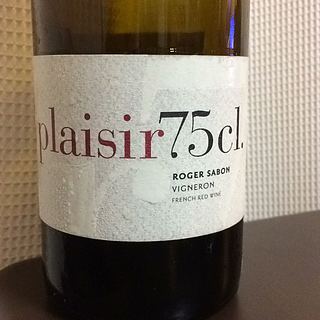 plaisir75cl.
ROGER SABON
VIGNERON
FRENCH RED WINE